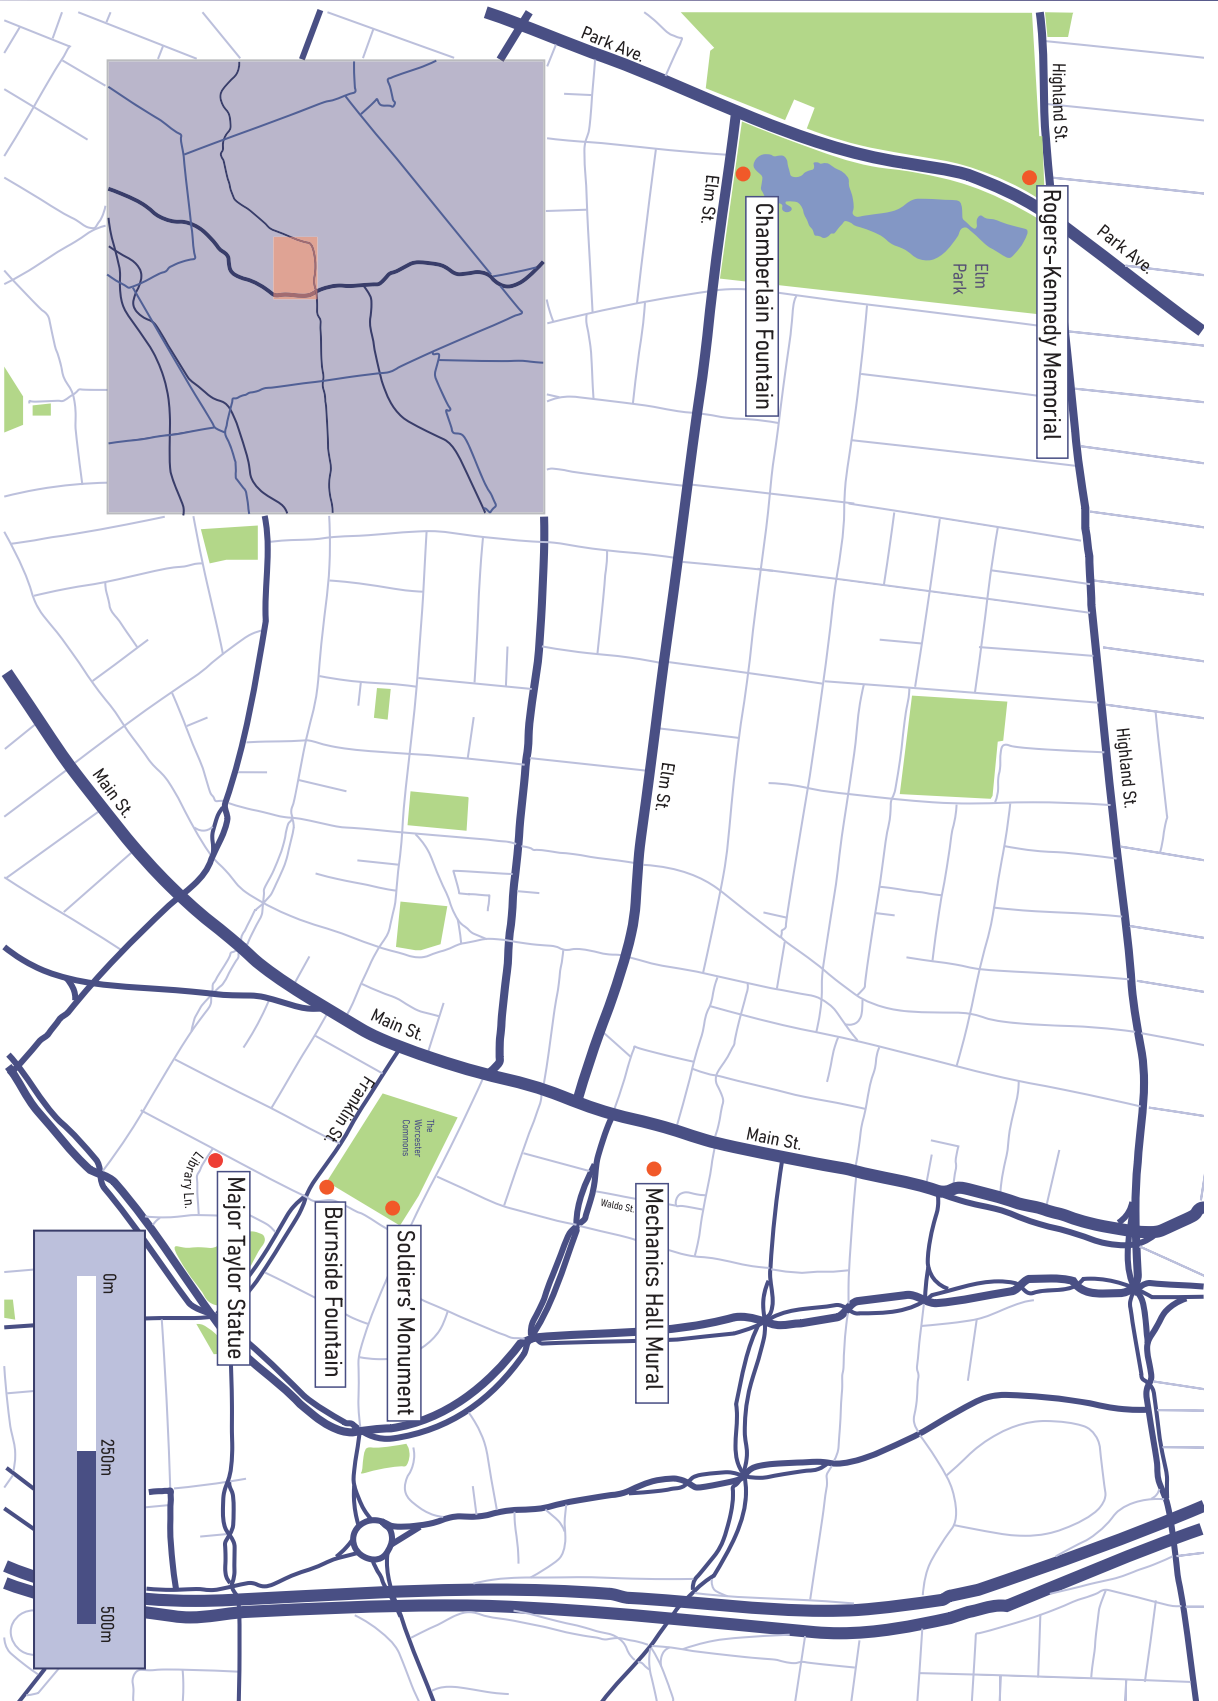 Park Ave.
Highland St.
Elm St.
Chamberlain Fountain
Rogers-Kennedy Memorial
Park Ave.
Elm
Park
Elm St.
Highland St.
Main St.
Main St.
Franklin St.
The
Worcester
Commons
Main St.
Library Ln.
Major Taylor Statue
Burnside Fountain
Soldiers' Monument
Waldo St.
Mechanics Hall Mural
0m
250m
500m